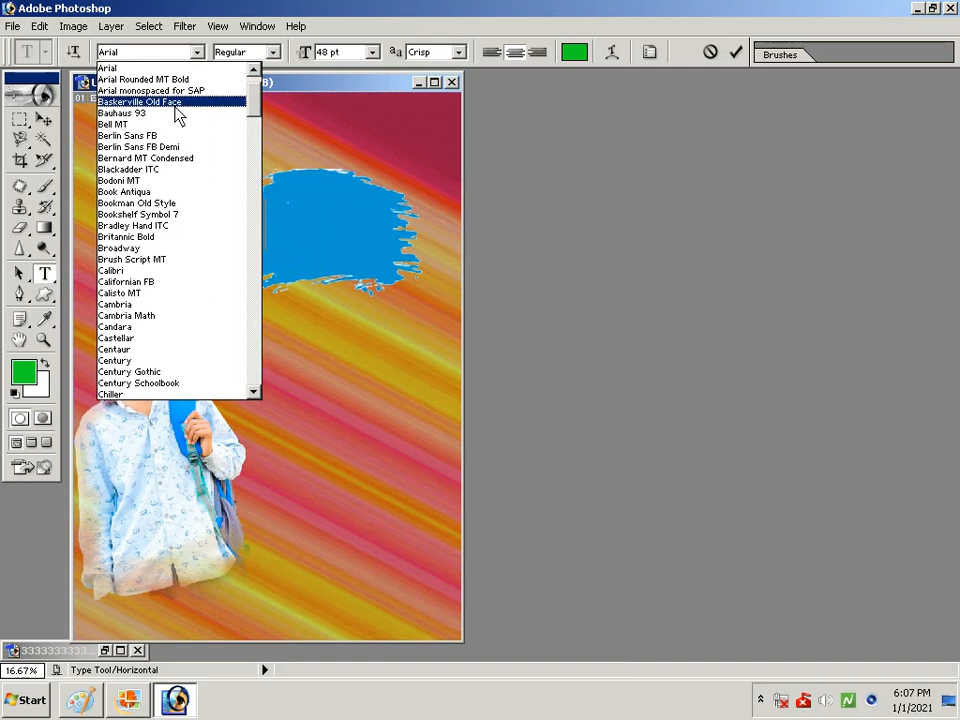 Adobe Photoshop
File Edit Image Layer Select Filter View Window Help
T T Arial Regular T 48 pt aa Crisp Brushes
Arial
Arial Rounded MT Bold
Arial monospaced for SAP
Baskerville Old Face
Bauhaus 93
Bell MT
Berlin Sans FB
Berlin Sans FB Demi
Bernard MT Condensed
Blackadder ITC
Bodoni MT
Book Antiqua
Bookman Old Style
Bookshelf Symbol 7
Bradley Hand ITC
Britannic Bold
Broadway
Brush Script MT
Calibri
Californian FB
Calisto MT
Cambria
Cambria Math
Candara
Castellar
Centaur
Century
Century Gothic
Century Schoolbook
Chiller
T
33333333333
16.67% Type Tool/Horizontal
Start 6:07 PM
1/1/2021